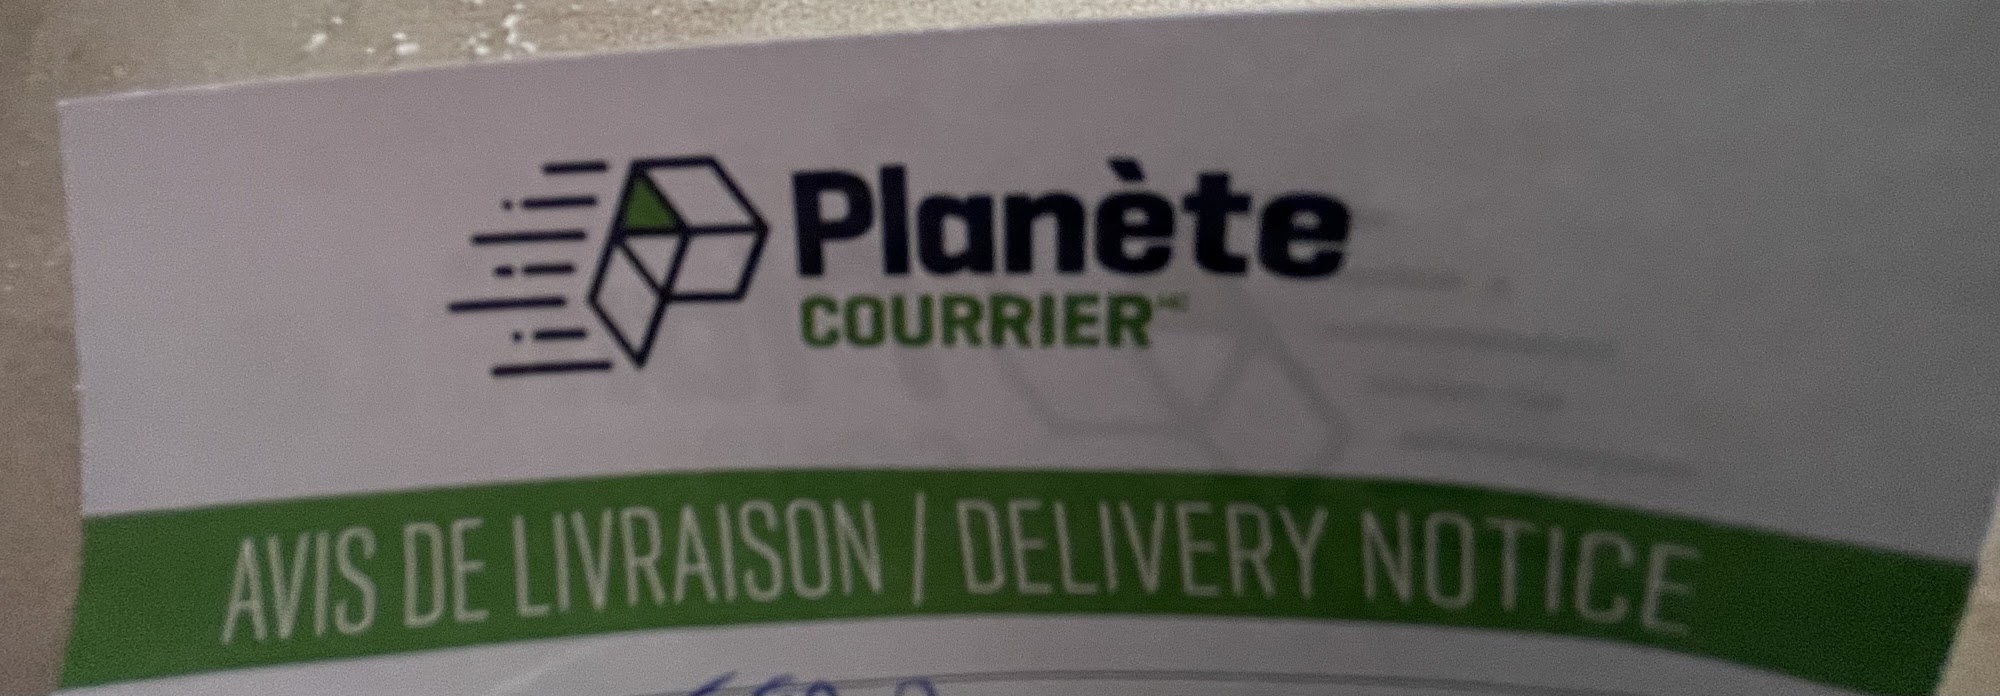 Planète
COURRIER
AVIS DE LIVRAISON / DELIVERY NOTICE